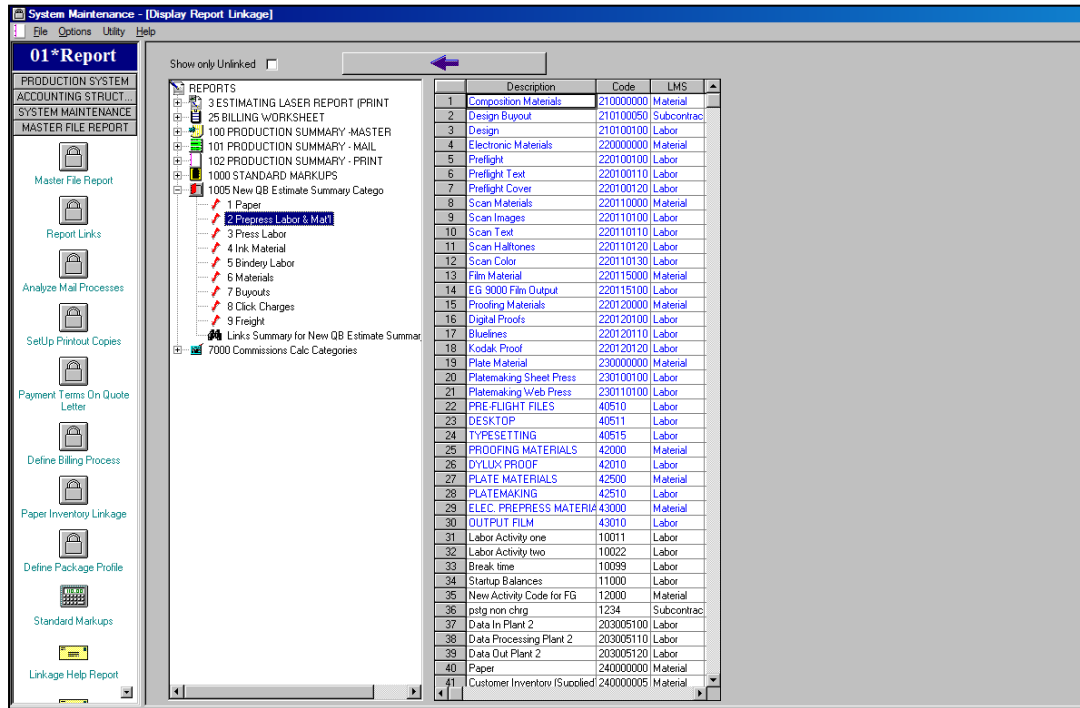 System Maintenance - [Display Report Linkage]
File Options Utility Help
01*Report
PRODUCTION SYSTEM
ACCOUNTING STRUCT...
SYSTEM MAINTENANCE
MASTER FILE REPORT
Master File Report
Report Links
Analyze Mail Processes
SetUp Printout Copies
Payment Terms On Quote
Letter
Define Billing Process
Paper Inventory Linkage
Define Package Profile
Standard Markups
Linkage Help Report
Show only Unlinked
REPORTS
3 ESTIMATING LASER REPORT (PRINT
25 BILLING WORKSHEET
100 PRODUCTION SUMMARY -MASTER
101 PRODUCTION SUMMARY - MAIL
102 PRODUCTION SUMMARY - PRINT
1000 STANDARD MARKUPS
1005 New QB Estimate Summary Catego
1 Paper
2 Prepress Labor & Mat'l
3 Press Labor
4 Ink Material
5 Bindery Labor
6 Materials
7 Buyouts
8 Click Charges
9 Freight
Links Summary for New QB Estimate Summar
7000 Commissions Calc Categories
Description Code LMS
1 Composition Materials 210000000 Material
2 Design Buyout 210100050 Subcontrac
3 Design 210100100 Labor
4 Electronic Materials 220000000 Material
5 Preflight 220100100 Labor
6 Preflight Text 220100110 Labor
7 Preflight Cover 220100120 Labor
8 Scan Materials 220110000 Material
9 Scan Images 220110100 Labor
10 Scan Text 220110110 Labor
11 Scan Halftones 220110120 Labor
12 Scan Color 220110130 Labor
13 Film Material 220115000 Material
14 EG 9000 Film Output 220115100 Labor
15 Proofing Materials 220120000 Material
16 Digital Proofs 220120100 Labor
17 Bluelines 220120110 Labor
18 Kodak Proof 220120120 Labor
19 Plate Material 230000000 Material
20 Platemaking Sheet Press 230100100 Labor
21 Platemaking Web Press 230110100 Labor
22 PRE-FLIGHT FILES 40510 Labor
23 DESKTOP 40511 Labor
24 TYPESETTING 40515 Labor
25 PROOFING MATERIALS 42000 Material
26 DYLUX PROOF 42010 Labor
27 PLATE MATERIALS 42500 Material
28 PLATEMAKING 42510 Labor
29 ELEC. PREPRESS MATERIA 43000 Material
30 OUTPUT FILM 43010 Labor
31 Labor Activity one 10011 Labor
32 Labor Activity two 10022 Labor
33 Break time 10099 Labor
34 Startup Balances 11000 Labor
35 New Activity Code for FG 12000 Material
36 pstg non chrg 1234 Subcontrac
37 Data In Plant 2 203005100 Labor
38 Data Processing Plant 2 203005110 Labor
39 Data Out Plant 2 203005120 Labor
40 Paper 240000000 Material
41 Customer Inventory (Supplied 240000005 Material